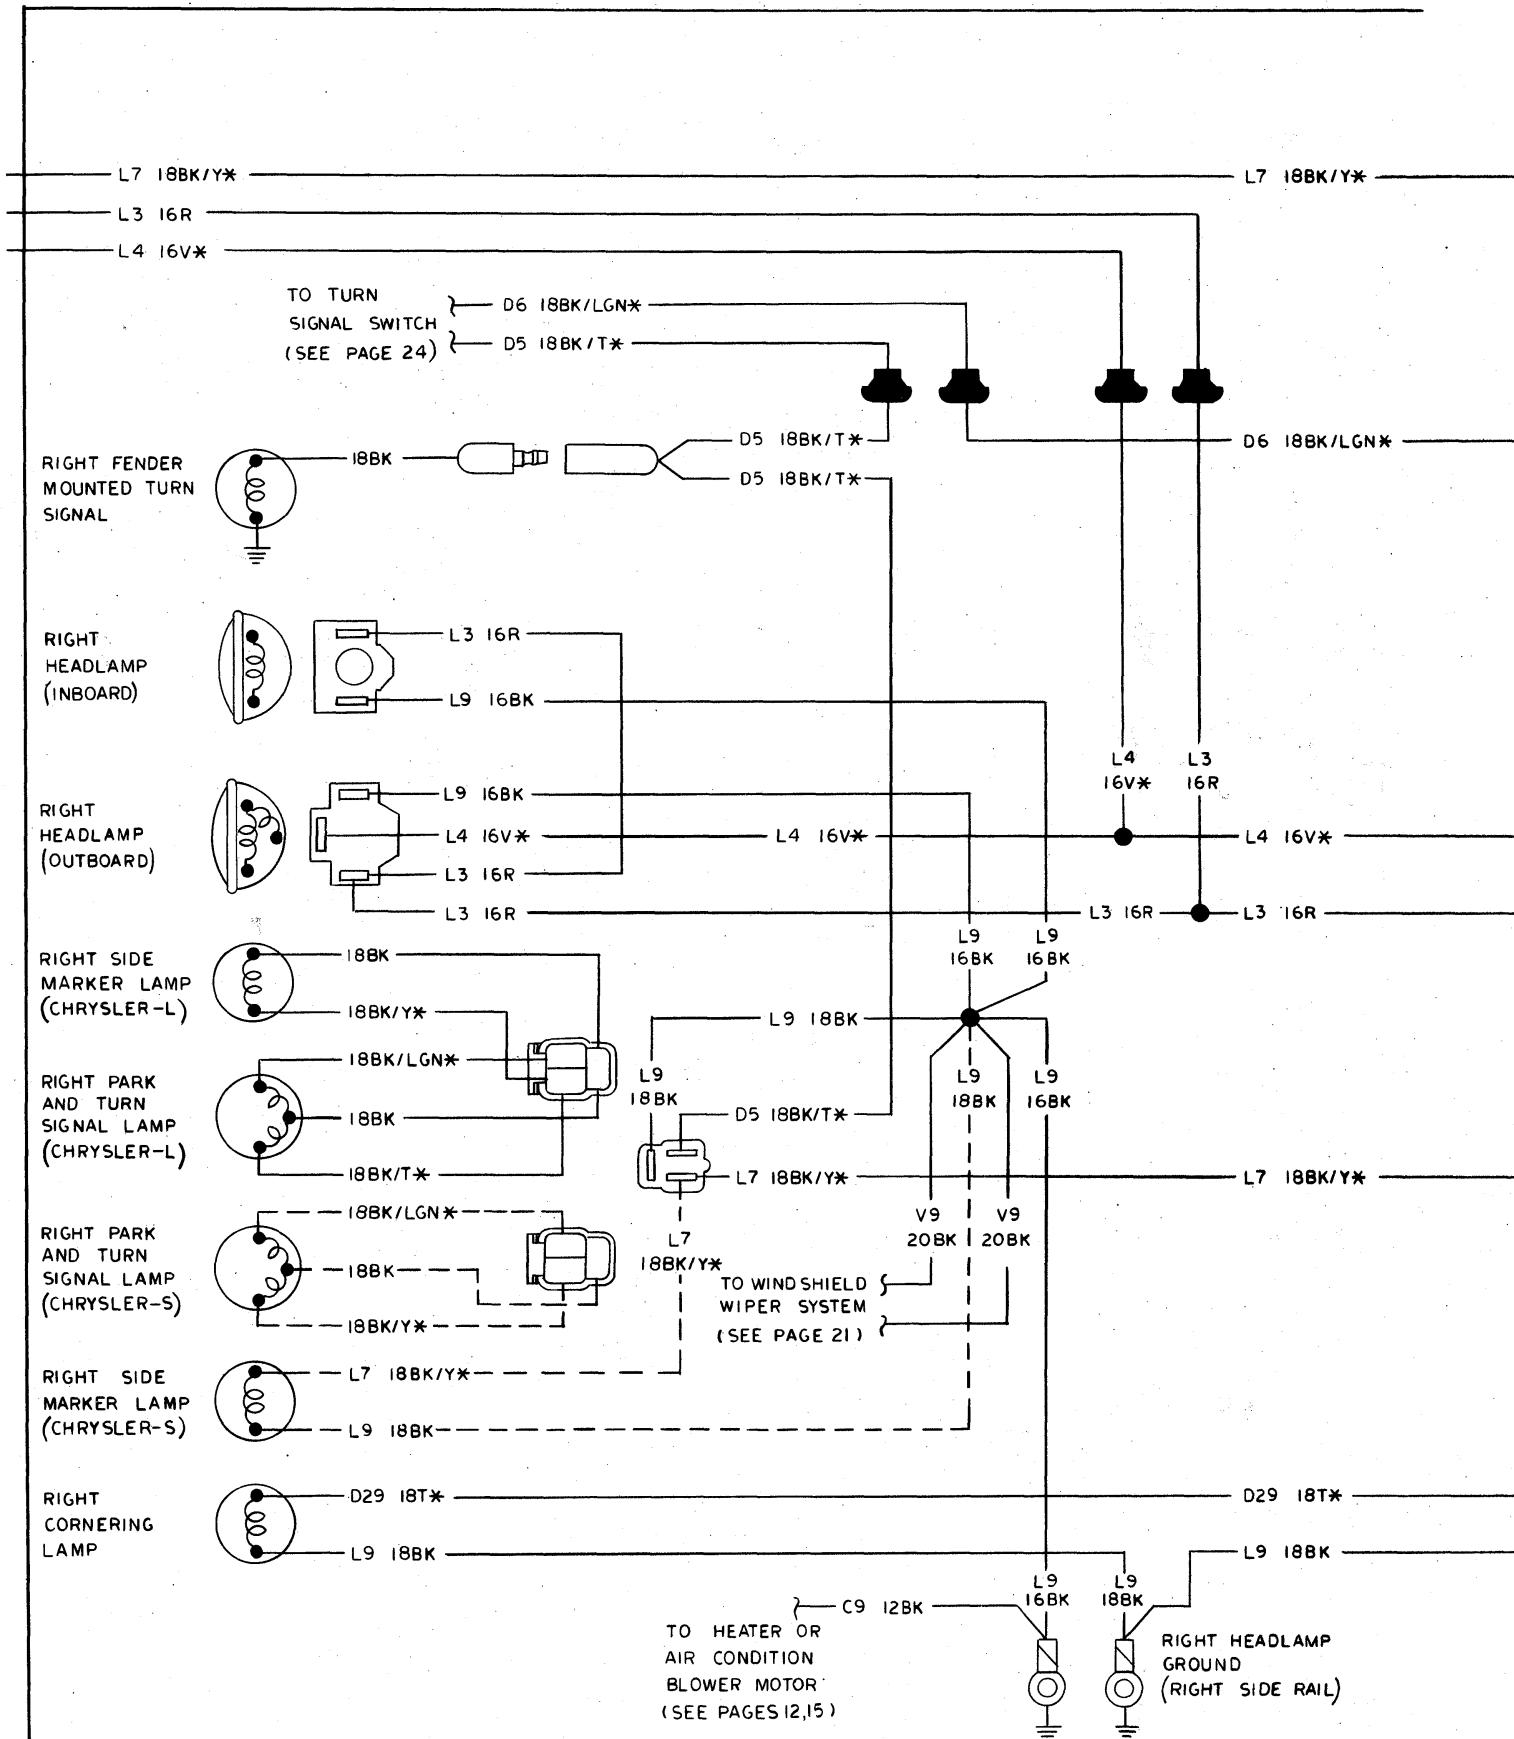 L7 18BK/Y* L7 18BK/Y*
L3 16R
L4 16V*
TO TURN
SIGNAL SWITCH
(SEE PAGE 24)
D6 18BK/LGN*
D5 18BK/T*
D5 18BK/T*
D6 18BK/LGN*
RIGHT FENDER
MOUNTED TURN
SIGNAL
18BK
D5 18BK/T*
RIGHT
HEADLAMP
(INBOARD)
L3 16R
L9 16BK
L4
16V*
L3
16R
RIGHT
HEADLAMP
(OUTBOARD)
L9 16BK
L4 16V* L4 16V* L4 16V*
L3 16R
L3 16R L3 16R L3 16R
L9
16BK
L9
16BK
RIGHT SIDE
MARKER LAMP
(CHRYSLER-L)
18BK
18BK/Y*
L9 18BK
RIGHT PARK
AND TURN
SIGNAL LAMP
(CHRYSLER-L)
18BK/LGN*
18BK
18BK/T*
L9
18BK
L9
18BK
L9
16BK
D5 18BK/T*
L7 18BK/Y* L7 18BK/Y*
RIGHT PARK
AND TURN
SIGNAL LAMP
(CHRYSLER-S)
18BK/LGN*
18BK
18BK/Y*
L7
18BK/Y*
V9
20BK
V9
20BK
TO WINDSHIELD
WIPER SYSTEM
(SEE PAGE 21)
RIGHT SIDE
MARKER LAMP
(CHRYSLER-S)
L7 18BK/Y*
L9 18BK
RIGHT
CORNERING
LAMP
D29 18T* D29 18T*
L9 18BK L9 18BK
L9
16BK
L9
18BK
C9 12BK
TO HEATER OR
AIR CONDITION
BLOWER MOTOR
(SEE PAGES 12,15)
RIGHT HEADLAMP
GROUND
(RIGHT SIDE RAIL)